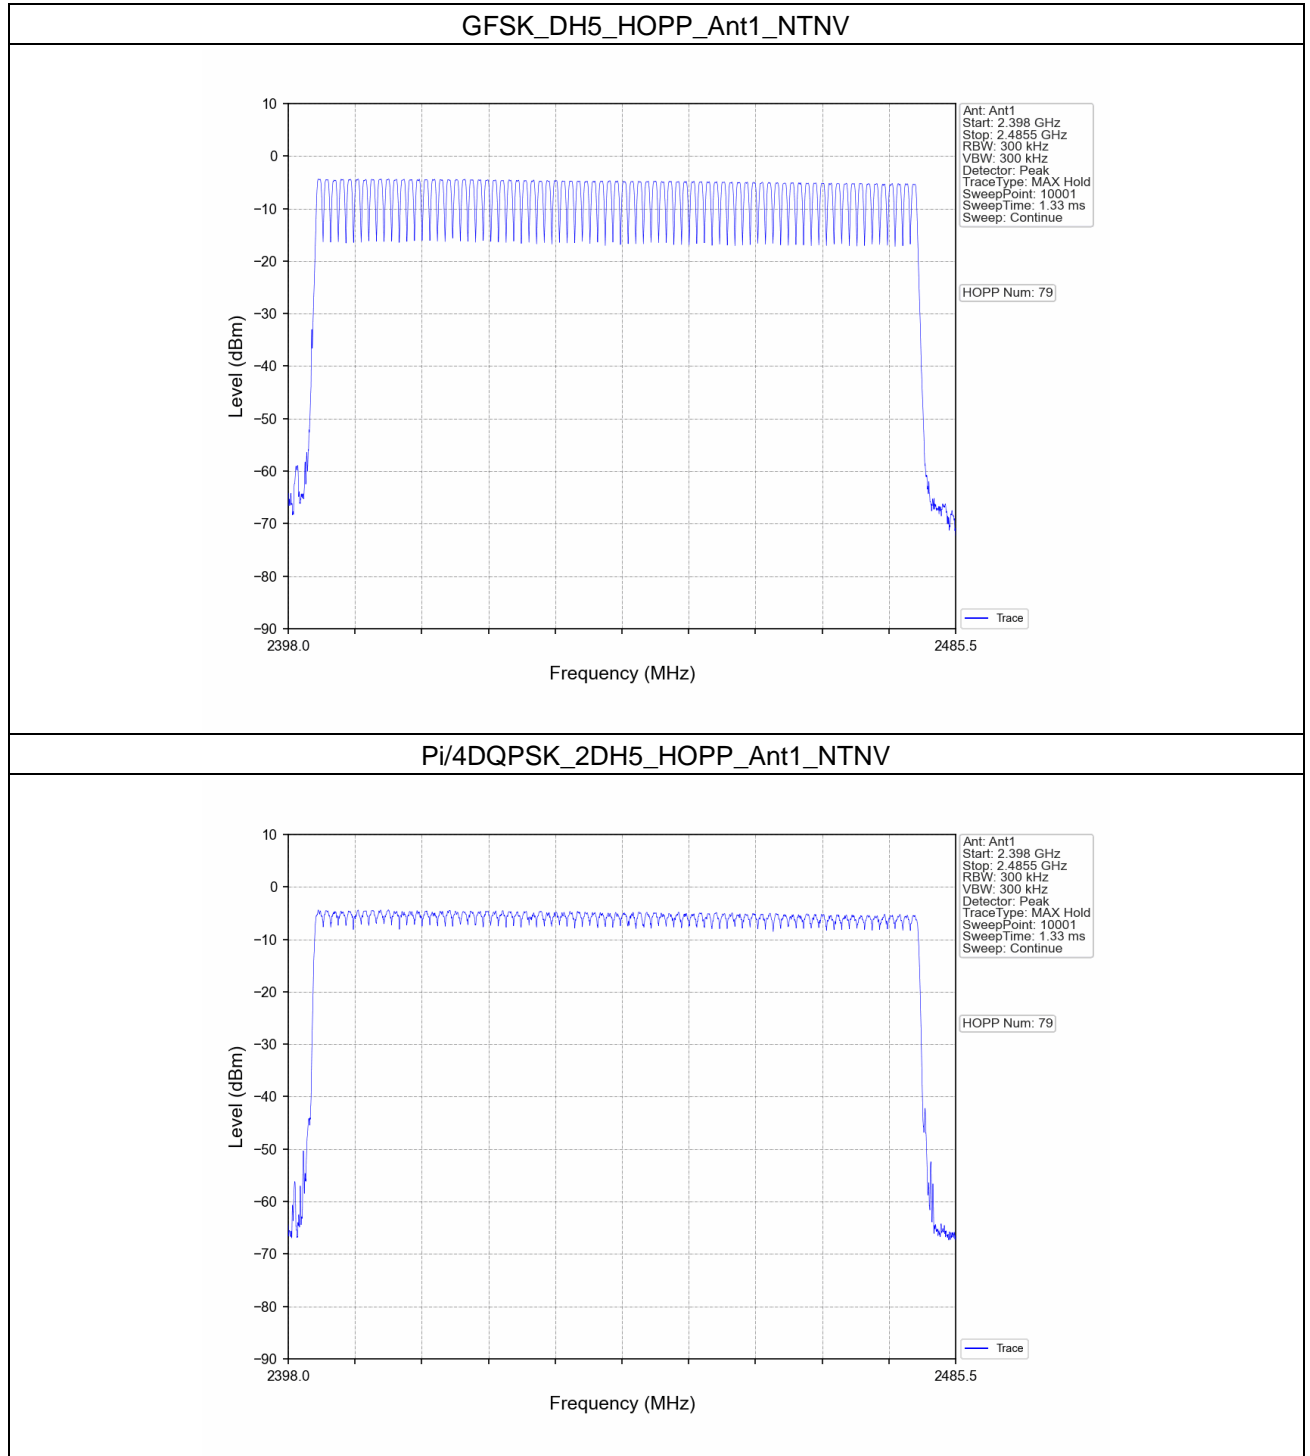 GFSK_DH5_HOPP_Ant1_NTNV
10
0
−10
−20
−30
−40
−50
−60
−70
−80
−90
Level (dBm)
2398.0
2485.5
Frequency (MHz)
Ant: Ant1
Start: 2.398 GHz
Stop: 2.4855 GHz
RBW: 300 kHz
VBW: 300 kHz
Detector: Peak
TraceType: MAX Hold
SweepPoint: 10001
SweepTime: 1.33 ms
Sweep: Continue
HOPP Num: 79
Trace
Pi/4DQPSK_2DH5_HOPP_Ant1_NTNV
10
0
−10
−20
−30
−40
−50
−60
−70
−80
−90
Level (dBm)
2398.0
2485.5
Frequency (MHz)
Ant: Ant1
Start: 2.398 GHz
Stop: 2.4855 GHz
RBW: 300 kHz
VBW: 300 kHz
Detector: Peak
TraceType: MAX Hold
SweepPoint: 10001
SweepTime: 1.33 ms
Sweep: Continue
HOPP Num: 79
Trace